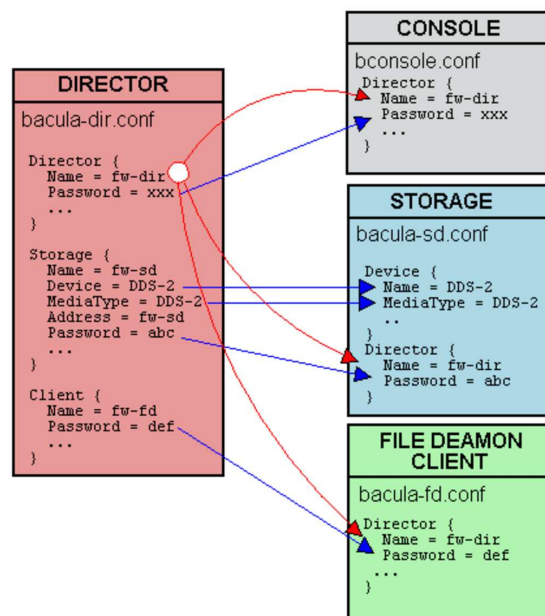 DIRECTOR
bacula-dir.conf
Director {
Name = fw-dir
Password = xxx
...
}
Storage {
Name = fw-sd
Device = DDS-2
MediaType = DDS-2
Address = fw-sd
Password = abc
...
}
Client {
Name = fw-fd
Password = def
...
}
CONSOLE
bconsole.conf
Director {
Name = fw-dir
Password = xxx
...
}
STORAGE
bacula-sd.conf
Device {
Name = DDS-2
MediaType = DDS-2
..
}
Director {
Name = fw-dir
Password = abc
}
FILE DEAMON
CLIENT
bacula-fd.conf
Director {
Name = fw-dir
Password = def
...
}